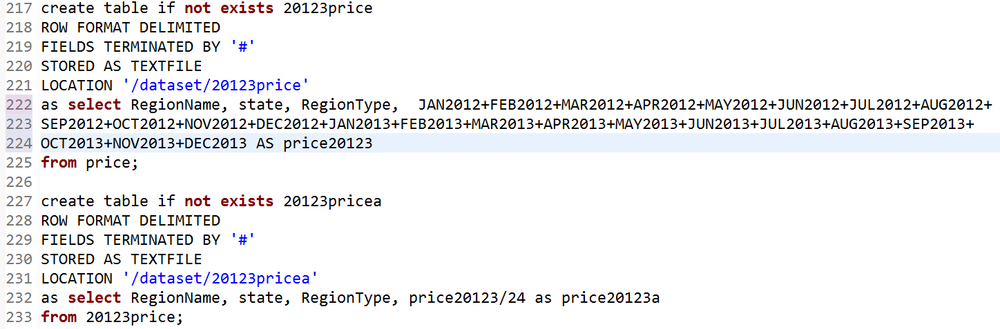 217 create table if not exists 20123price
218 ROW FORMAT DELIMITED
219 FIELDS TERMINATED BY '#'
220 STORED AS TEXTFILE
221 LOCATION '/dataset/20123price'
222 as select RegionName, state, RegionType,  JAN2012+FEB2012+MAR2012+APR2012+MAY2012+JUN2012+JUL2012+AUG2012+
223 SEP2012+OCT2012+NOV2012+DEC2012+JAN2013+FEB2013+MAR2013+APR2013+MAY2013+JUN2013+JUL2013+AUG2013+SEP2013+
224 OCT2013+NOV2013+DEC2013 AS price20123
225 from price;
226
227 create table if not exists 20123pricea
228 ROW FORMAT DELIMITED
229 FIELDS TERMINATED BY '#'
230 STORED AS TEXTFILE
231 LOCATION '/dataset/20123pricea'
232 as select RegionName, state, RegionType, price20123/24 as price20123a
233 from 20123price;